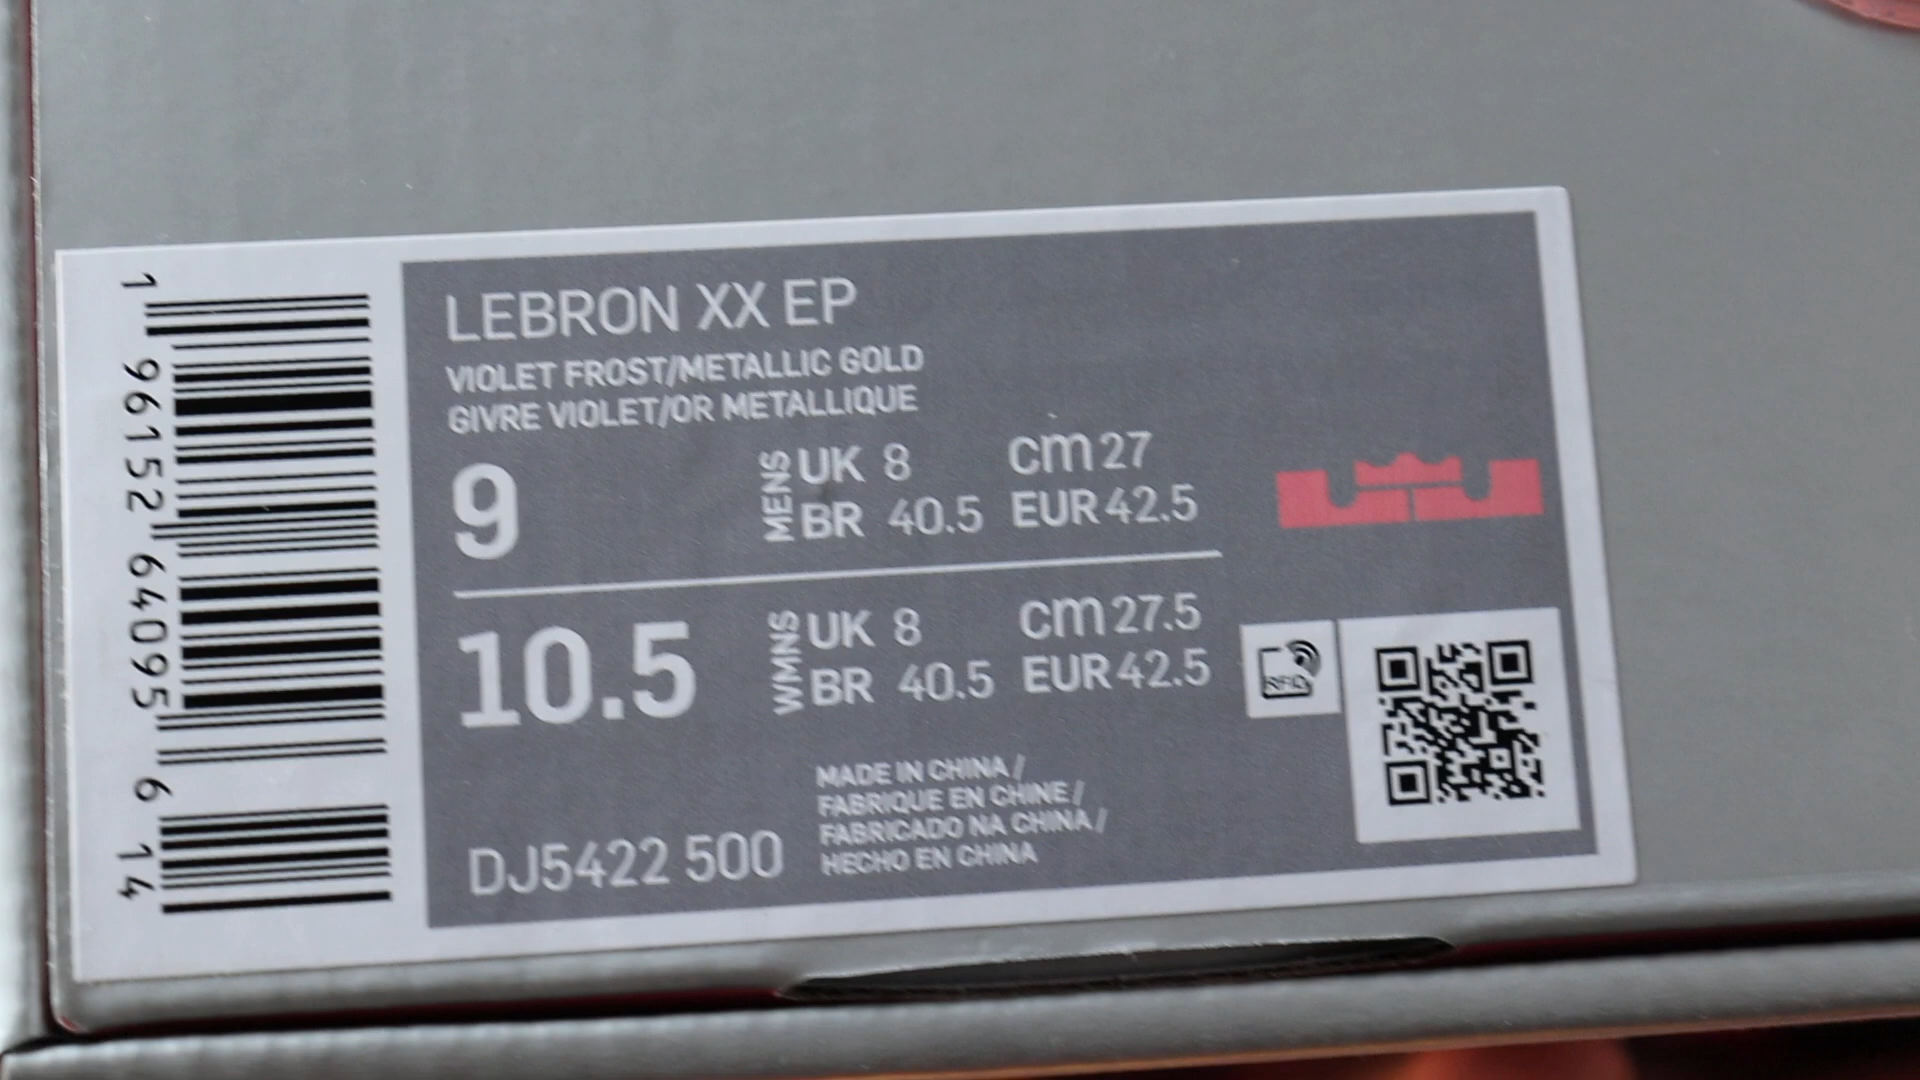 1 96152 64095 6 14
LEBRON XX EP
VIOLET FROST/METALLIC GOLD
GIVRE VIOLET/OR METALLIQUE
9
MENS
UK 8 cm 27
BR 40.5 EUR 42.5
10.5
WMNS
UK 8 cm 27.5
BR 40.5 EUR 42.5
RFID
DJ5422 500
MADE IN CHINA /
FABRIQUE EN CHINE /
FABRICADO NA CHINA /
HECHO EN CHINA